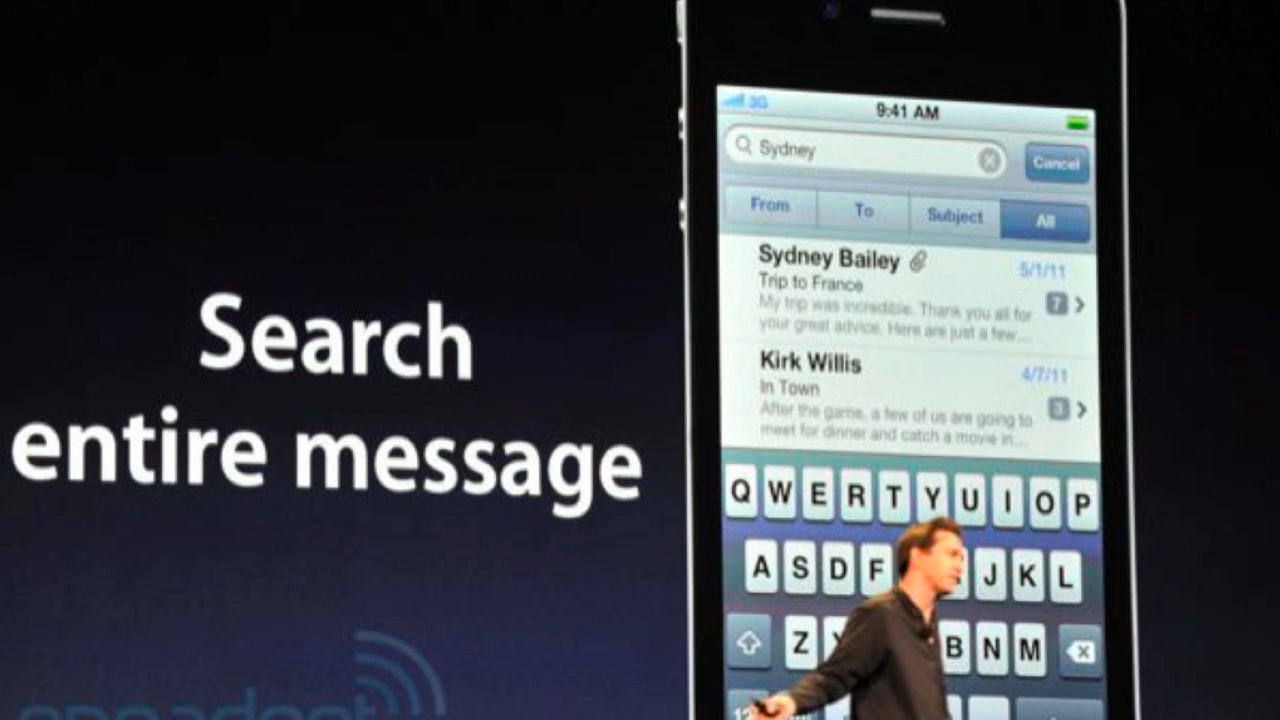 Search
entire message
3G
9:41 AM
Sydney
Cancel
From
To
Subject
All
Sydney Bailey
5/1/11
Trip to France
My trip was incredible. Thank you all for
your great advice. Here are just a few...
7
Kirk Willis
4/7/11
In Town
After the game, a few of us are going to
meet for dinner and catch a movie in...
3
Q W E R T Y U I O P
A S D F J K L
Z B N M
engadget